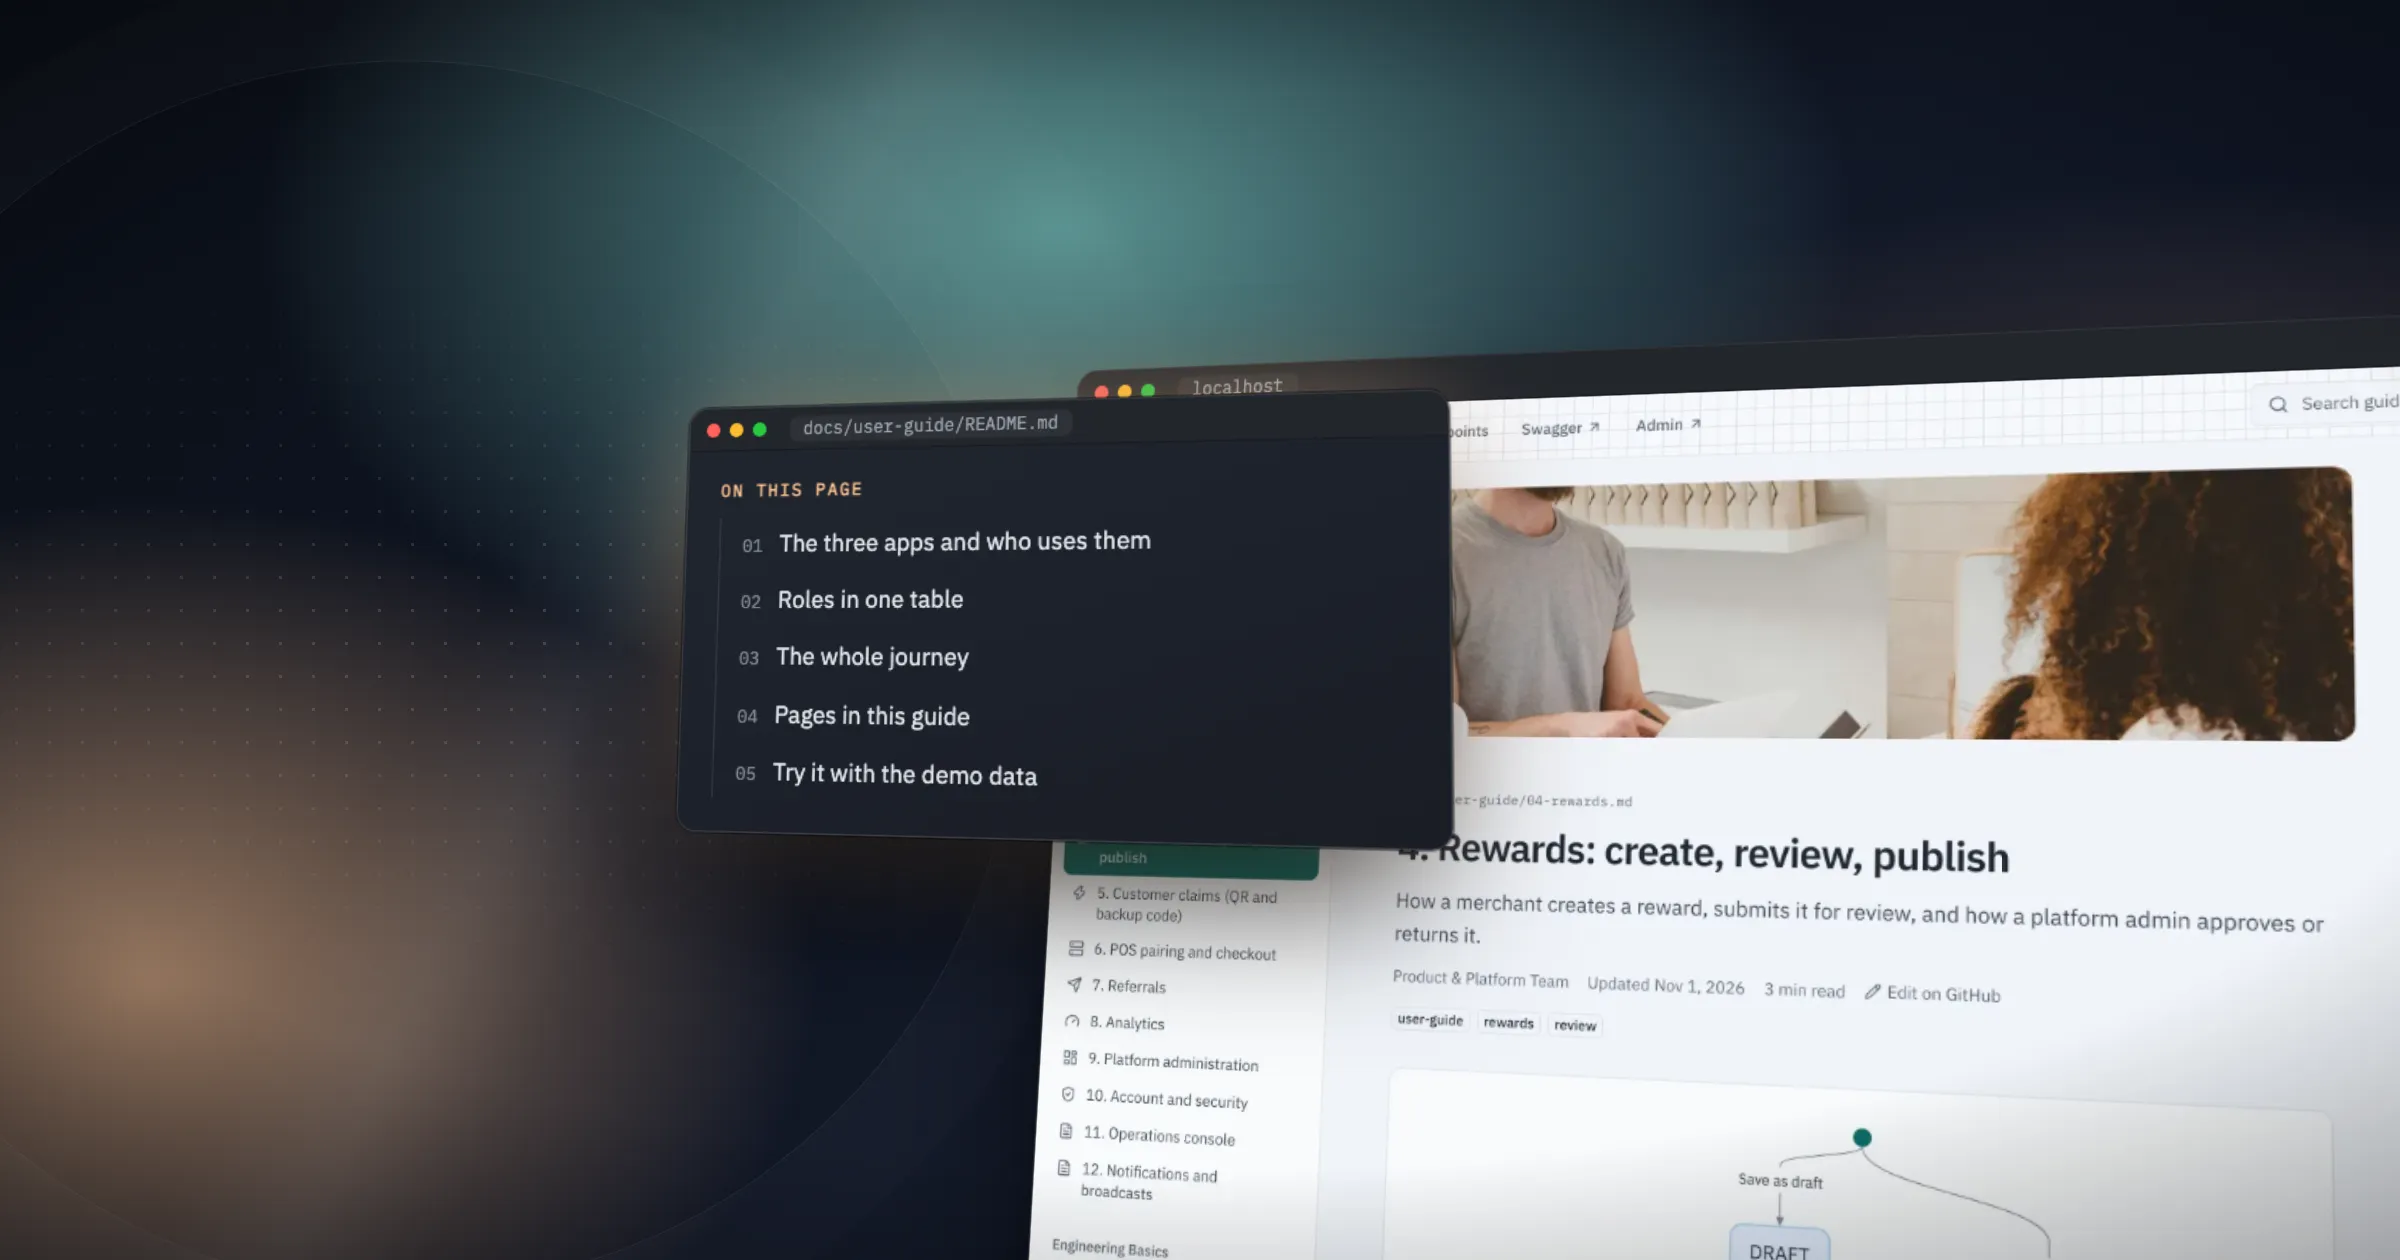 localhost
docs/user-guide/README.md
ON THIS PAGE
01 The three apps and who uses them
02 Roles in one table
03 The whole journey
04 Pages in this guide
05 Try it with the demo data
Swagger ↗
Admin ↗
Search
04-rewards.md
4. Rewards: create, review, publish
How a merchant creates a reward, submits it for review, and how a platform admin approves or
returns it.
Product & Platform Team Updated Nov 1, 2026 3 min read Edit on GitHub
user-guide rewards review
publish
5. Customer claims (QR and
backup code)
6. POS pairing and checkout
7. Referrals
8. Analytics
9. Platform administration
10. Account and security
11. Operations console
12. Notifications and
broadcasts
Engineering Basics
Save as draft
DRAFT